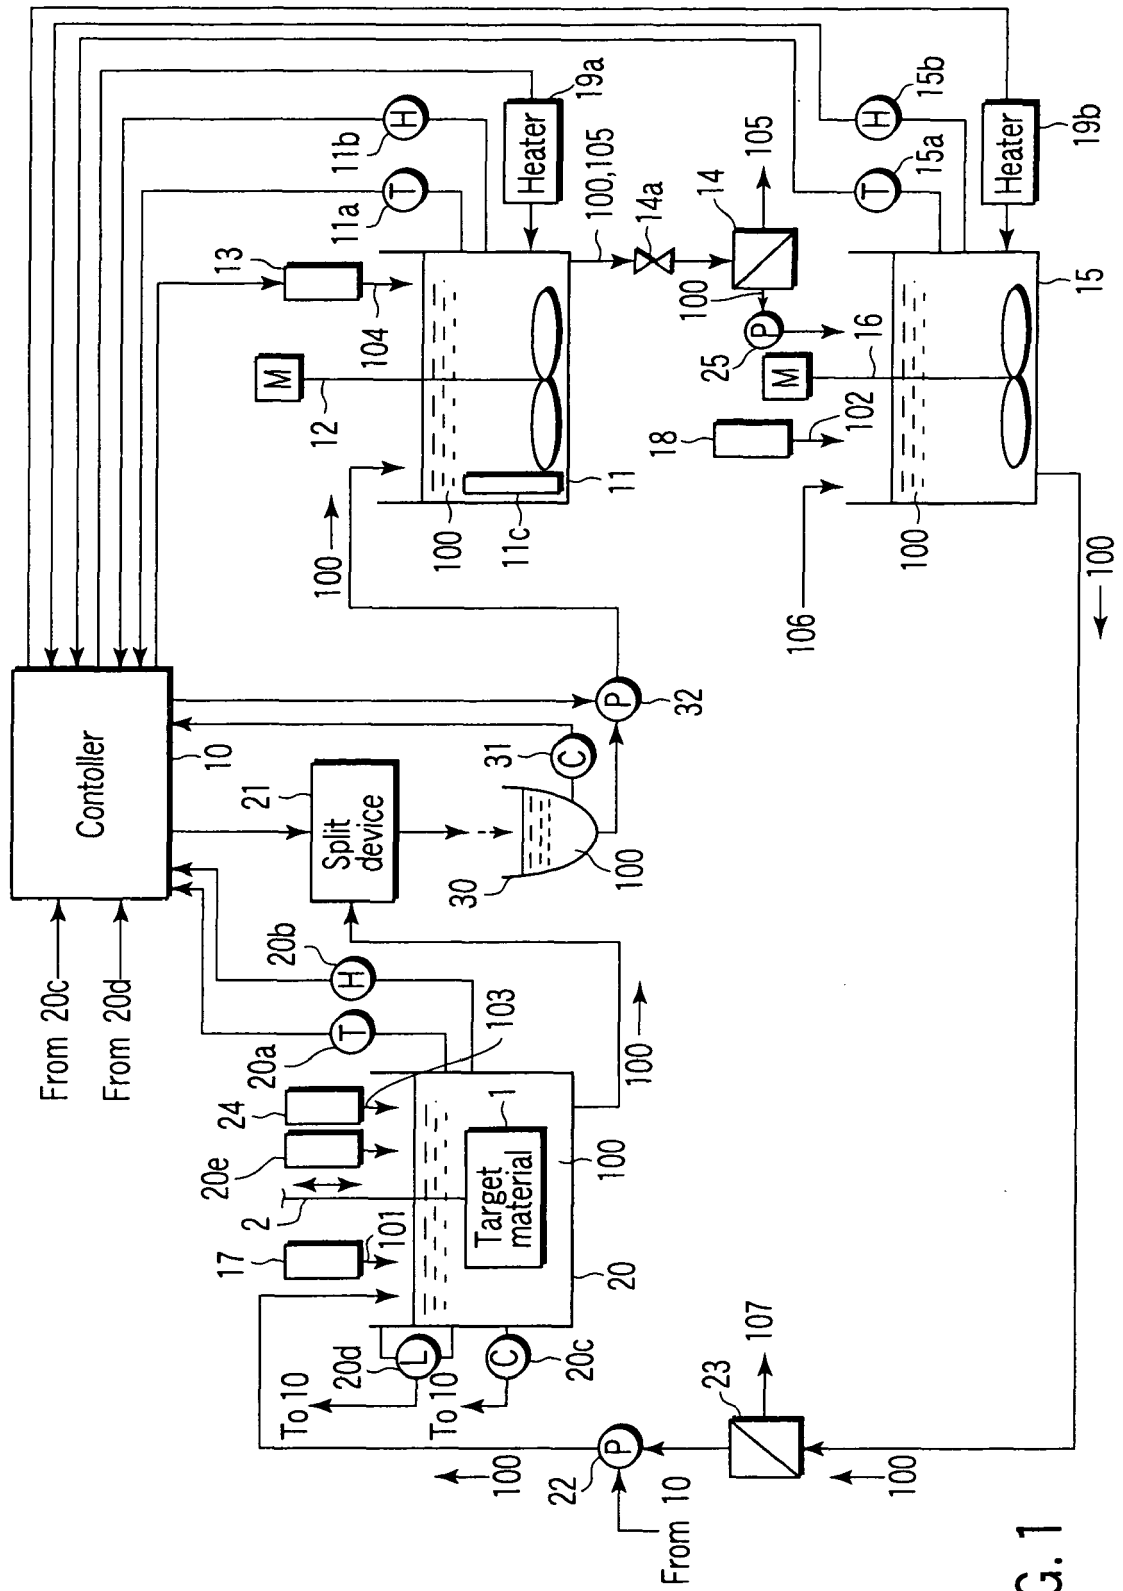 From 20c
From 20d
Contoller
10
17
2
20e
24
20a
20b
21
13
101
103
Split
device
M
104
11a
11b
To 10
20d
To 10
T
H
12
100
T
H
L
C
Target
material
1
30
100
31
C
100
11c
Heater
19a
22
P
20c
20
100
100
100
P
32
11
100,105
14a
From 10
23
107
18
25
P
100
14
105
106
M
102
16
T
H
15a
15b
100
100
100
Heater
19b
15
100
G. 1